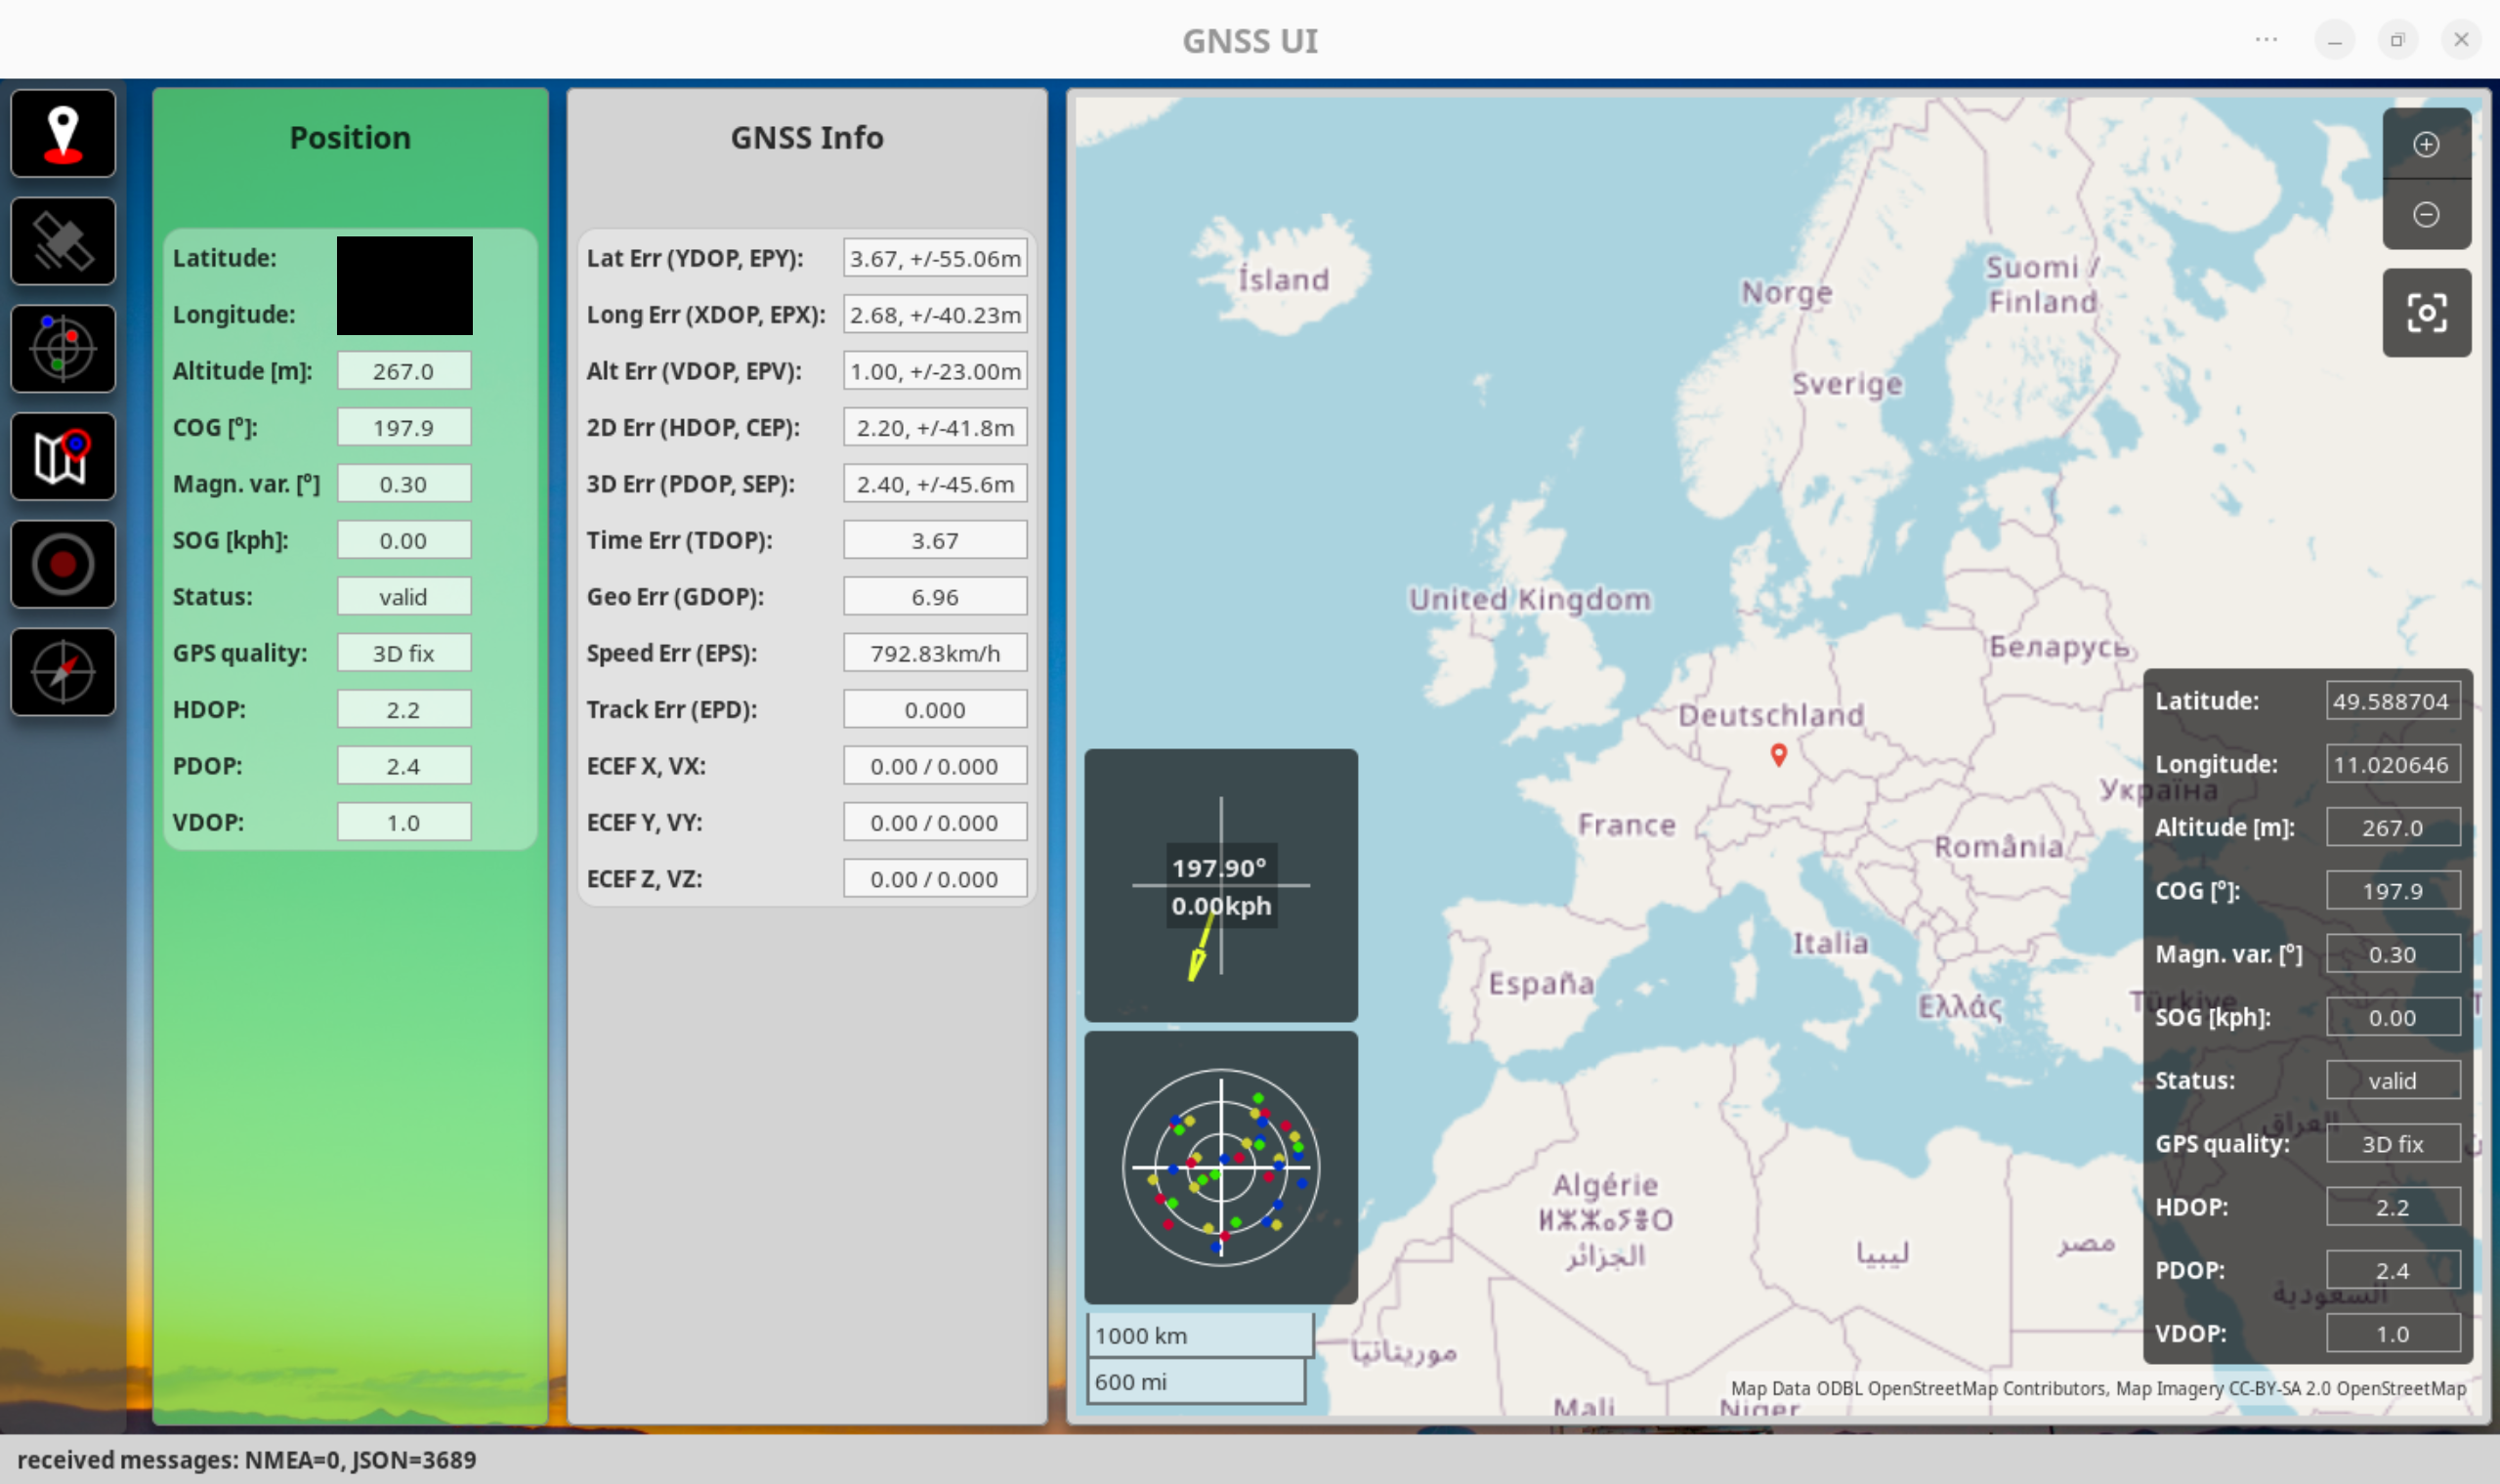 GNSS UI
Position
Latitude:
Longitude:
Altitude [m]: 267.0
COG [°]: 197.9
Magn. var. [°] 0.30
SOG [kph]: 0.00
Status: valid
GPS quality: 3D fix
HDOP: 2.2
PDOP: 2.4
VDOP: 1.0
GNSS Info
Lat Err (YDOP, EPY): 3.67, +/-55.06m
Long Err (XDOP, EPX): 2.68, +/-40.23m
Alt Err (VDOP, EPV): 1.00, +/-23.00m
2D Err (HDOP, CEP): 2.20, +/-41.8m
3D Err (PDOP, SEP): 2.40, +/-45.6m
Time Err (TDOP): 3.67
Geo Err (GDOP): 6.96
Speed Err (EPS): 792.83km/h
Track Err (EPD): 0.000
ECEF X, VX: 0.00 / 0.000
ECEF Y, VY: 0.00 / 0.000
ECEF Z, VZ: 0.00 / 0.000
Ísland
Norge
Suomi /
Finland
Sverige
United Kingdom
Беларусь
Deutschland
Україна
France
România
Italia
España
Ελλάς
Türkiye
العراق
Algérie
ⵍⵣⵣⴰⵢⴻⵔ
الجزائر
ليبيا
مصر
السعودية
موريتانيا
Mali
Niger
197.90°
0.00kph
1000 km
600 mi
Latitude: 49.588704
Longitude: 11.020646
Altitude [m]: 267.0
COG [°]: 197.9
Magn. var. [°] 0.30
SOG [kph]: 0.00
Status: valid
GPS quality: 3D fix
HDOP: 2.2
PDOP: 2.4
VDOP: 1.0
Map Data ODBL OpenStreetMap Contributors, Map Imagery CC-BY-SA 2.0 OpenStreetMap
received messages: NMEA=0, JSON=3689